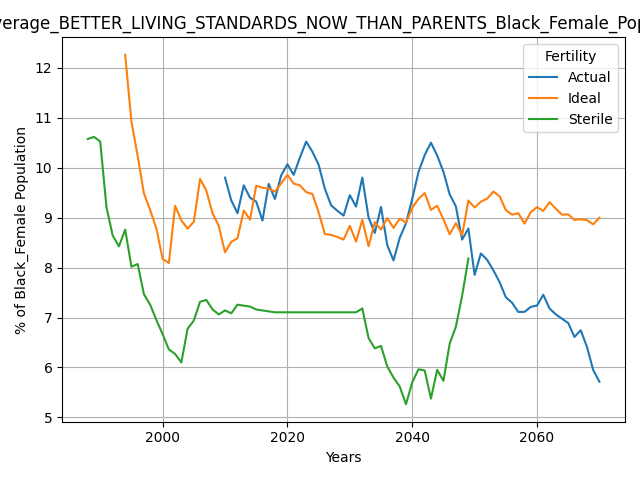 verage_BETTER_LIVING_STANDARDS_NOW_THAN_PARENTS_Black_Female_Pop
Fertility
Actual
Ideal
Sterile
% of Black_Female Population
12
11
10
9
8
7
6
5
2000 2020 2040 2060
Years